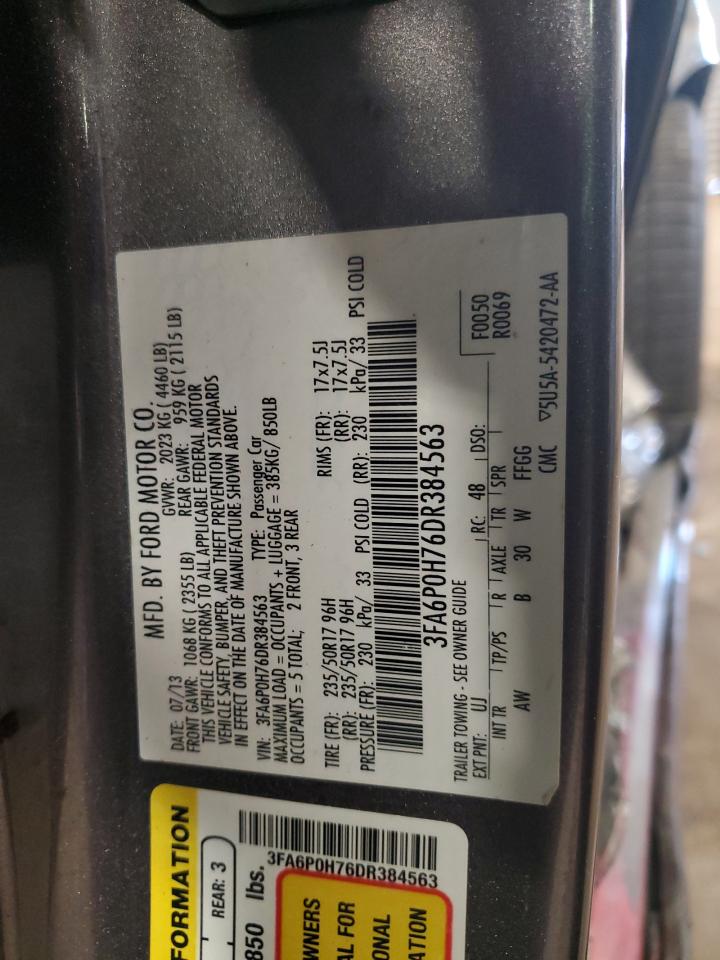 MFD. BY FORD MOTOR CO.
DATE: 07/13 GVWR: 2023 KG ( 4460 LB)
FRONT GAWR: 1068 KG ( 2355 LB) REAR GAWR: 959 KG ( 2115 LB)
THIS VEHICLE CONFORMS TO ALL APPLICABLE FEDERAL MOTOR
VEHICLE SAFETY, BUMPER, AND THEFT PREVENTION STANDARDS
IN EFFECT ON THE DATE OF MANUFACTURE SHOWN ABOVE.
VIN: 3FA6P0H76DR384563 TYPE: Passenger Car
MAXIMUM LOAD = OCCUPANTS + LUGGAGE = 385KG/ 850LB
OCCUPANTS = 5 TOTAL; 2 FRONT, 3 REAR
TIRE (FR): 235/50R17 96H RIMS (FR): 17x7.5J
(RR): 235/50R17 96H (RR): 17x7.5J
PRESSURE (FR): 230 kPa/ 33 PSI COLD (RR): 230 kPa/ 33 PSI COLD
3FA6P0H76DR384563
TRAILER TOWING - SEE OWNER GUIDE
F0050
R0069
EXT PNT: UJ RC: 48 DSO:
INT TR TP/PS R AXLE TR SPR
AW B 30 W FFGG
CMC ▽5U5A-5420472-AA
FORMATION
REAR: 3
850 lbs.
3FA6P0H76DR384563
WNERS
AL FOR
ONAL
ATION